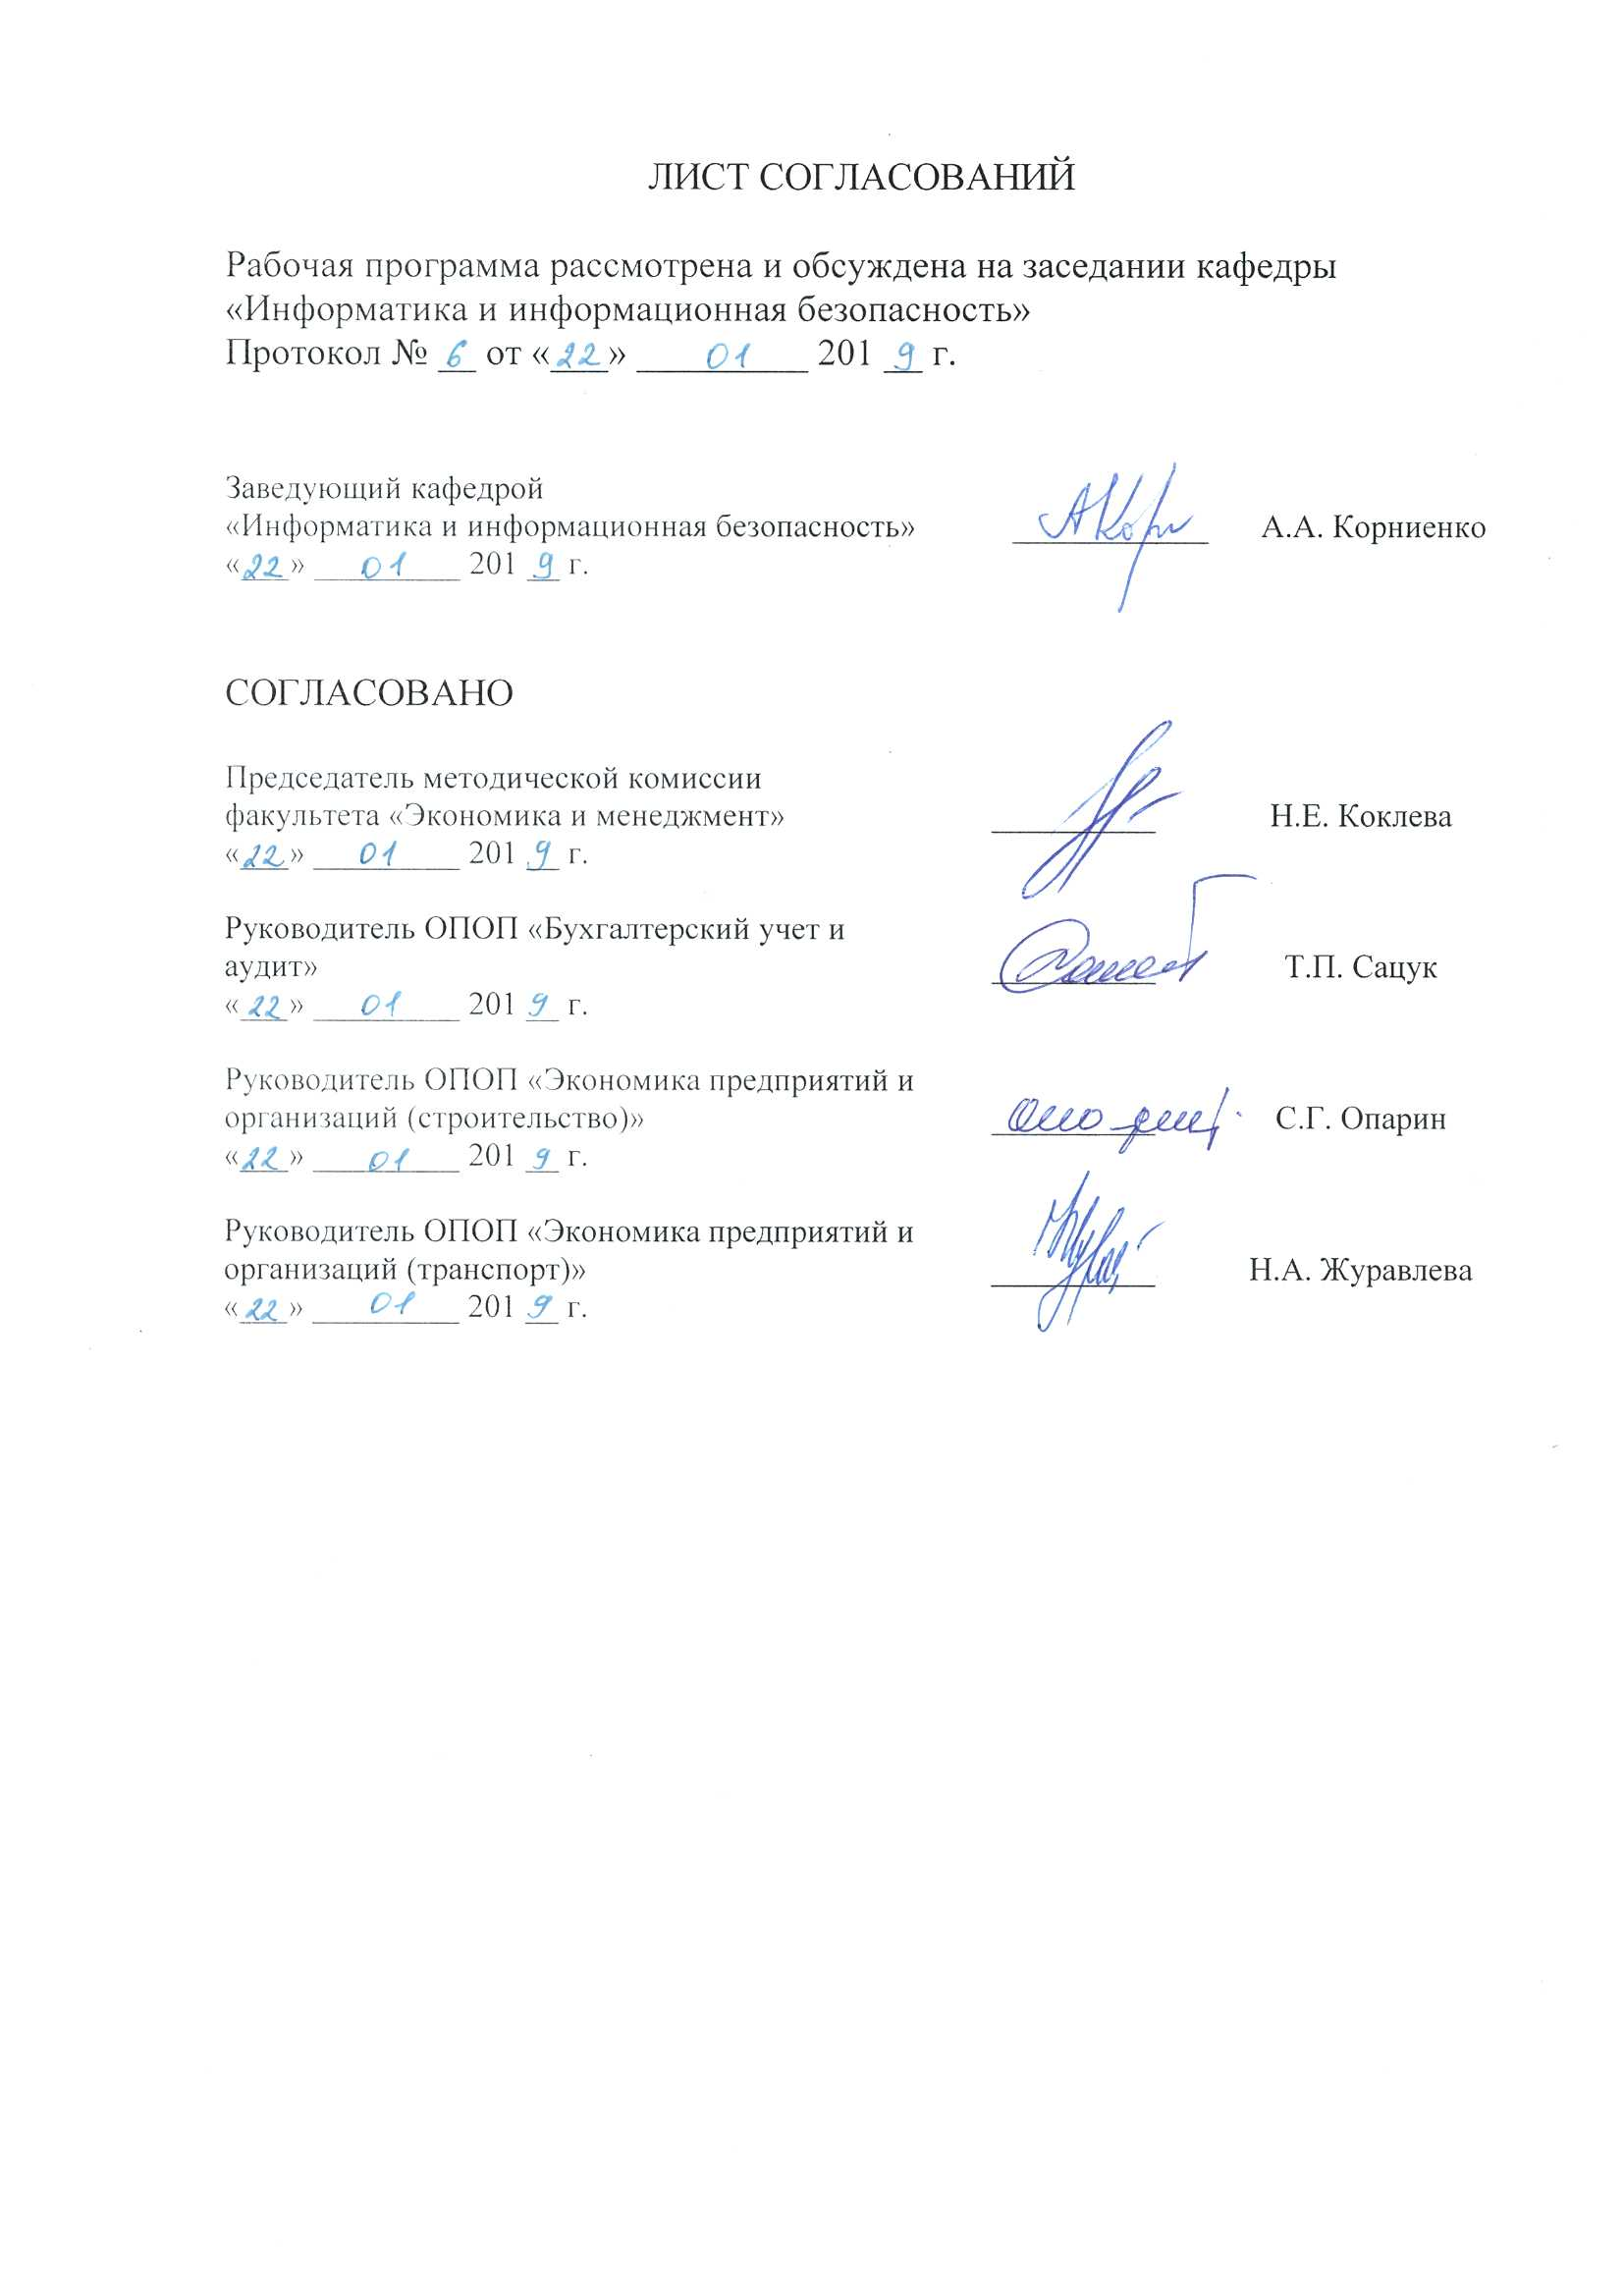 ЛИСТ СОГЛАСОВАНИЙ
Рабочая программа рассмотрена и обсуждена на заседании кафедры
«Информатика и информационная безопасность»
Протокол № 6 от «22» 01 2019 г.
Заведующий кафедрой
«Информатика и информационная безопасность» А.А. Корниенко
«22» 01 2019 г.
СОГЛАСОВАНО
Председатель методической комиссии
факультета «Экономика и менеджмент» Н.Е. Коклева
«22» 01 2019 г.
Руководитель ОПОП «Бухгалтерский учет и
аудит» Т.П. Сацук
«22» 01 2019 г.
Руководитель ОПОП «Экономика предприятий и
организаций (строительство)» С.Г. Опарин
«22» 01 2019 г.
Руководитель ОПОП «Экономика предприятий и
организаций (транспорт)» Н.А. Журавлева
«22» 01 2019 г.